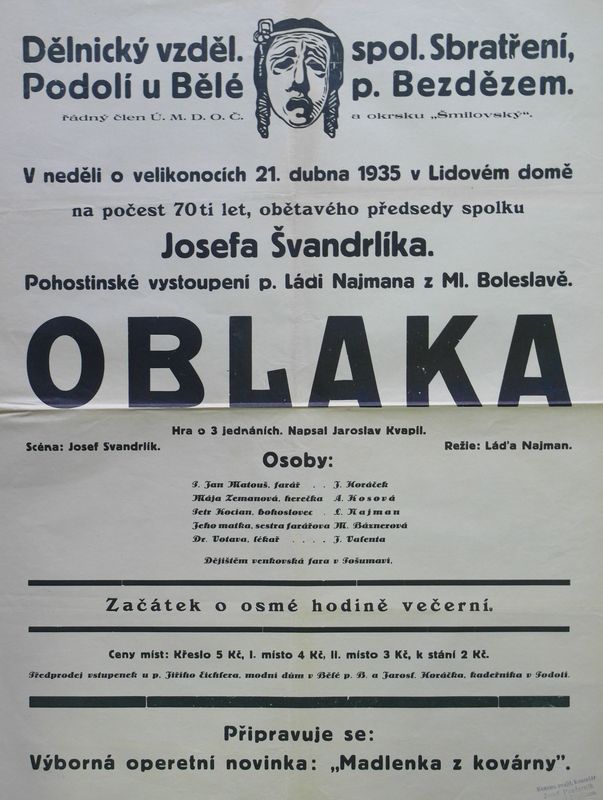 Dělnický vzděl. spol. Sbratření,
Podolí u Bělé p. Bezdězem.
řádný člen Ú. M. D. O. Č. a okrsku „Šmilovský".
V neděli o velikonocích 21. dubna 1935 v Lidovém domě
na počest 70ti let, obětavého předsedy spolku
Josefa Švandrlíka.
Pohostinské vystoupení p. Ládi Najmana z Ml. Boleslavě.
OBLAKA
Hra o 3 jednáních. Napsal Jaroslav Kvapil.
Scéna: Josef Svandrlík. Režie: Láďa Najman.
Osoby:
P. Jan Matouš, farář . . J. Horáček
Mája Zemanová, herečka A. Kosová
Petr Kocian, bohoslovec . L. Najman
Jeho matka, sestra farářova M. Bäxnerová
Dr. Votava, lékař . . . . J. Valenta
Dějištěm venkovská fara v Pošumaví.
Začátek o osmé hodině večerní.
Ceny míst: Křeslo 5 Kč, I. místo 4 Kč, II. místo 3 Kč, k stání 2 Kč.
Předprodej vstupenek u p. Jiřího Eichlera, modní dům v Bělé p. B. a Jarosl. Horáčka, kadeřníka v Podolí.
Připravuje se:
Výborná operetní novinka: „Madlenka z kovárny".